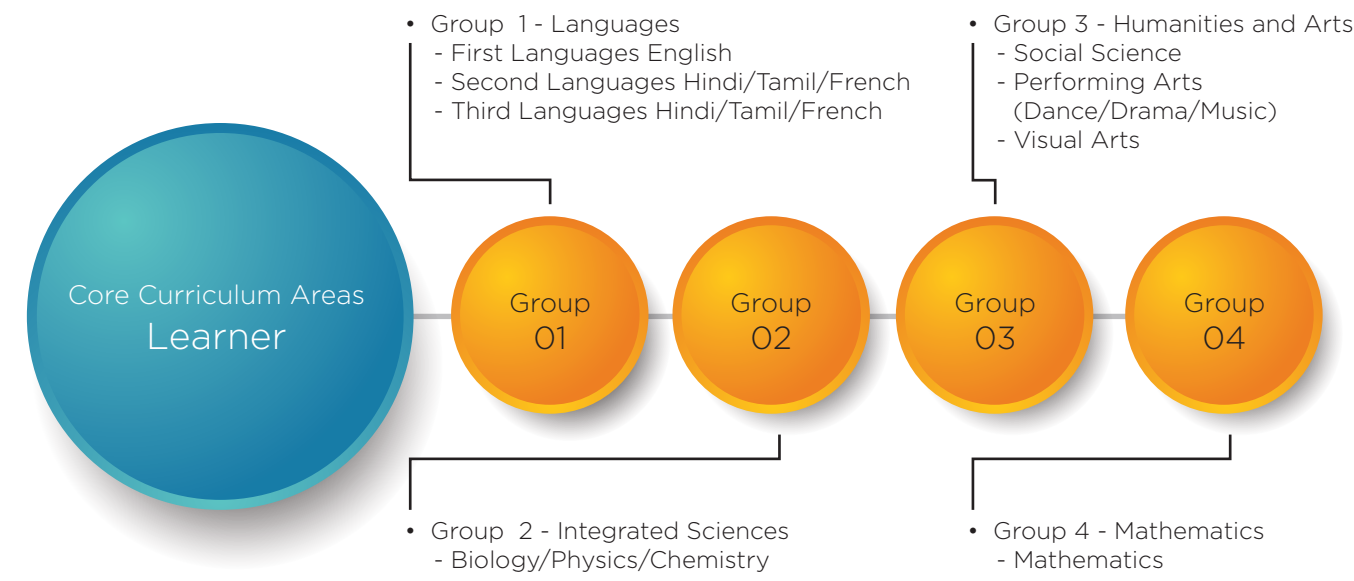 • Group 1 - Languages
- First Languages English
- Second Languages Hindi/Tamil/French
- Third Languages Hindi/Tamil/French
• Group 3 - Humanities and Arts
- Social Science
- Performing Arts
(Dance/Drama/Music)
- Visual Arts
Core Curriculum Areas
Learner
Group
01
Group
02
Group
03
Group
04
• Group 2 - Integrated Sciences
- Biology/Physics/Chemistry
• Group 4 - Mathematics
- Mathematics